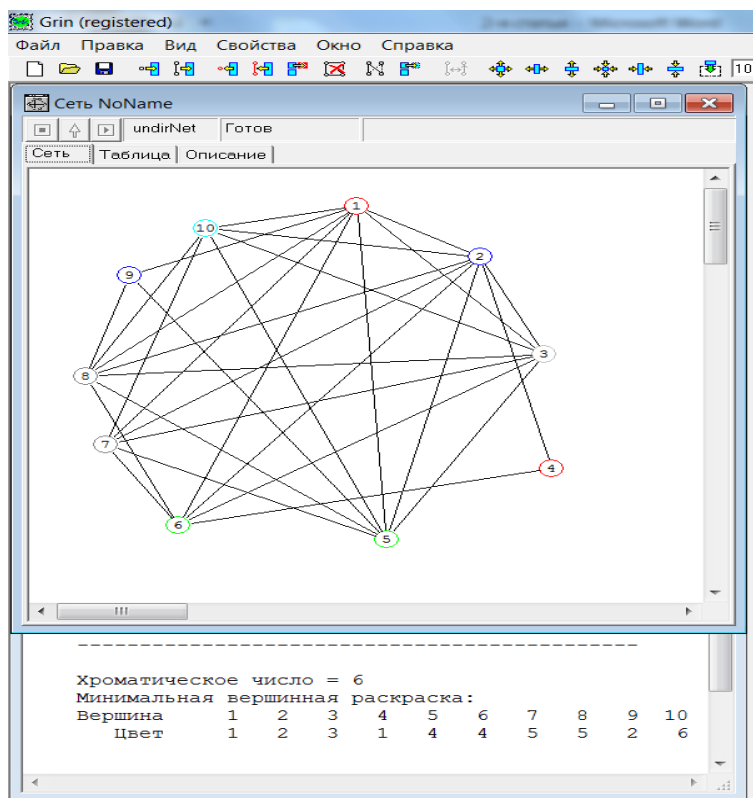 Grin (registered)
Файл Правка Вид Свойства Окно Справка
10
Сеть NoName
undirNet Готов
Сеть Таблица Описание
1
10
2
9
3
8
7
4
6
5
Хроматическое число = 6
Минимальная вершинная раскраска:
Вершина 1 2 3 4 5 6 7 8 9 10
Цвет 1 2 3 1 4 4 5 5 2 6